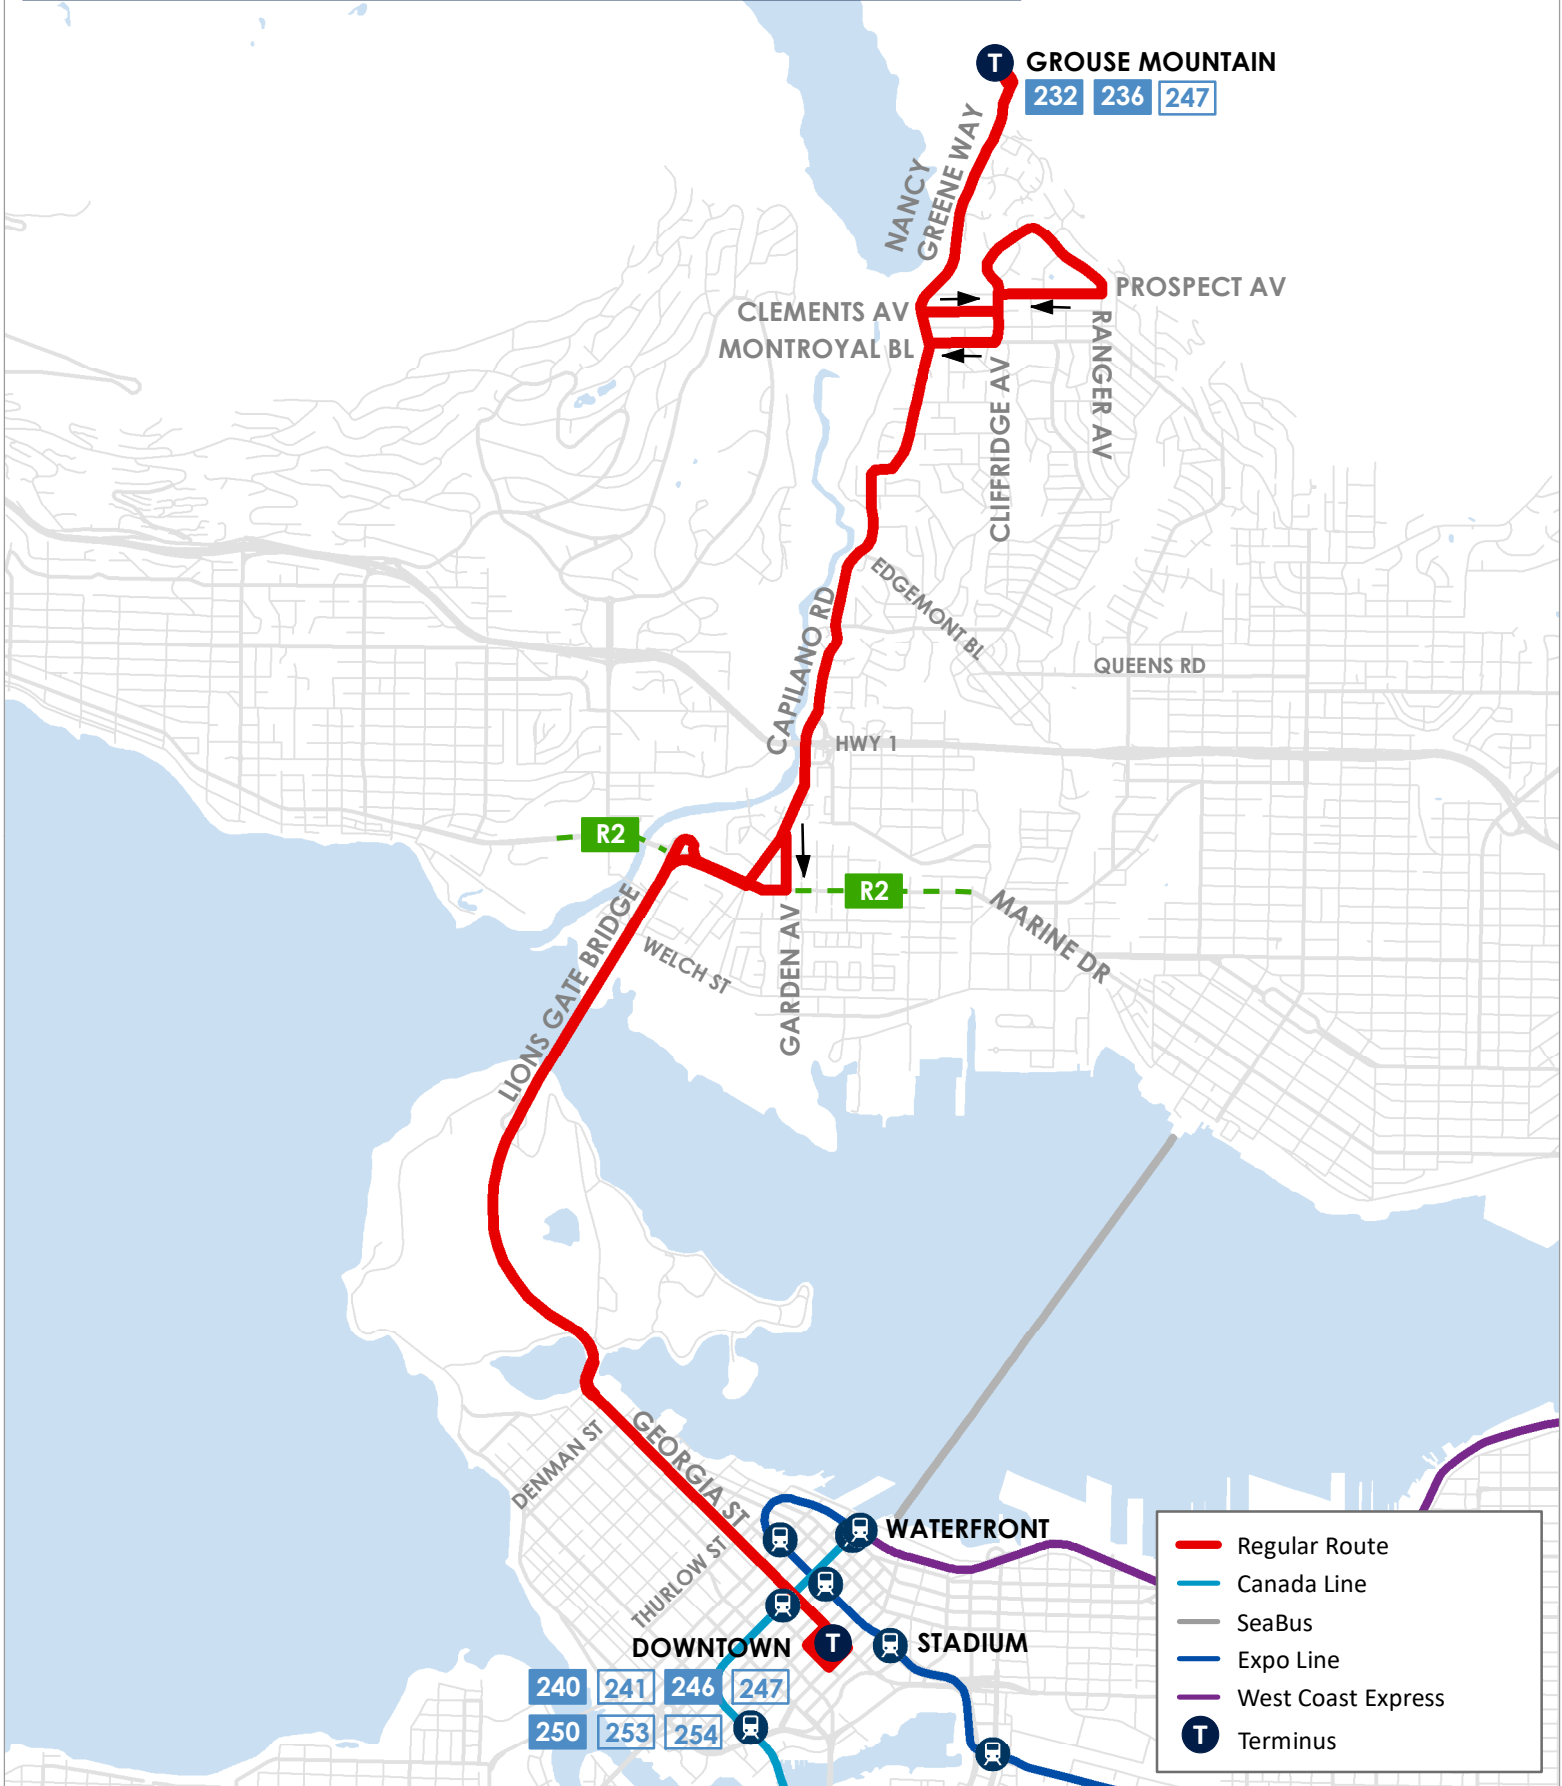 T GROUSE MOUNTAIN
232 236 247
NANCY
GREENE WAY
PROSPECT AV
CLEMENTS AV
MONTROYAL BL
RANGER AV
CLIFFRIDGE AV
EDGEMONT BL
CAPILANO RD
QUEENS RD
HWY 1
R2
R2
MARINE DR
LIONS GATE BRIDGE
WELCH ST
GARDEN AV
GEORGIA ST
DENMAN ST
THURLOW ST
WATERFRONT
DOWNTOWN T
STADIUM
240 241 246 247
250 253 254
Regular Route
Canada Line
SeaBus
Expo Line
West Coast Express
T Terminus